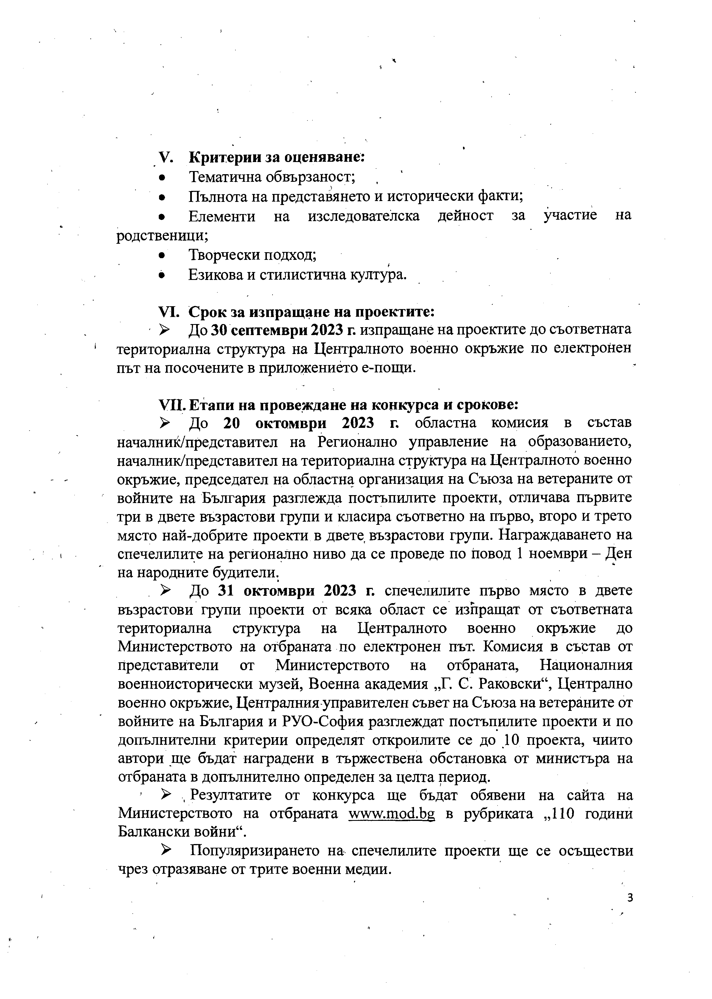 V. Критерии за оценяване:
• Тематична обвързаност;
• Пълнота на представянето и исторически факти;
• Елементи на изследователска дейност за участие на
родственици;
• Творчески подход;
• Езикова и стилистична култура.
VI. Срок за изпращане на проектите:
➢ До 30 септември 2023 г. изпращане на проектите до съответната
териториална структура на Централното военно окръжие по електронен
път на посочените в приложението е-пощи.
VII. Етапи на провеждане на конкурса и срокове:
➢ До 20 октомври 2023 г. областна комисия в състав
началник/представител на Регионално управление на образованието,
началник/представител на териториална структура на Централното военно
окръжие, председател на областна организация на Съюза на ветераните от
войните на България разглежда постъпилите проекти, отличава първите
три в двете възрастови групи и класира съответно на първо, второ и трето
място най-добрите проекти в двете възрастови групи. Награждаването на
спечелилите на регионално ниво да се проведе по повод 1 ноември – Ден
на народните будители.
➢ До 31 октомври 2023 г. спечелилите първо място в двете
възрастови групи проекти от всяка област се изпращат от съответната
териториална структура на Централното военно окръжие до
Министерството на отбраната по електронен път. Комисия в състав от
представители от Министерството на отбраната, Националния
военноисторически музей, Военна академия „Г. С. Раковски“, Централно
военно окръжие, Централния управителен съвет на Съюза на ветераните от
войните на България и РУО-София разглеждат постъпилите проекти и по
допълнителни критерии определят откроилите се до 10 проекта, чиито
автори ще бъдат наградени в тържествена обстановка от министъра на
отбраната в допълнително определен за целта период.
➢ Резултатите от конкурса ще бъдат обявени на сайта на
Министерството на отбраната www.mod.bg в рубриката „110 години
Балкански войни“.
➢ Популяризирането на спечелилите проекти ще се осъществи
чрез отразяване от трите военни медии.
3